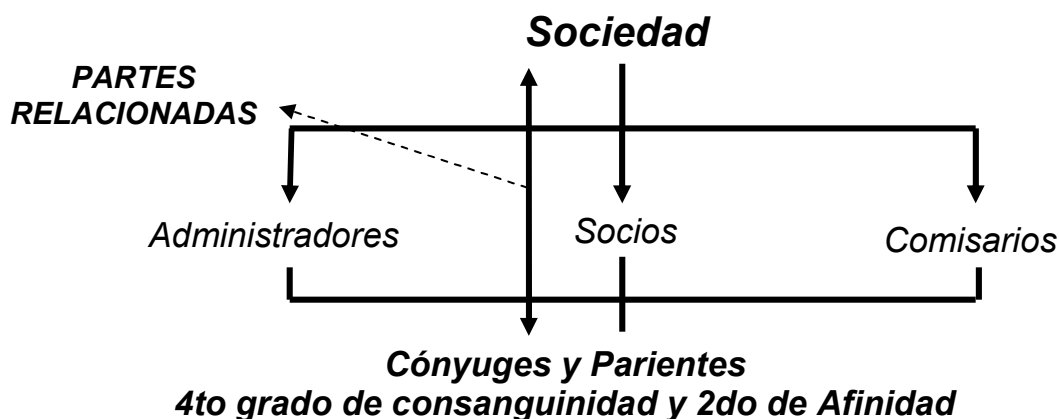 Sociedad
PARTES
RELACIONADAS
Administradores
Socios
Comisarios
Cónyuges y Parientes
4to grado de consanguinidad y 2do de Afinidad